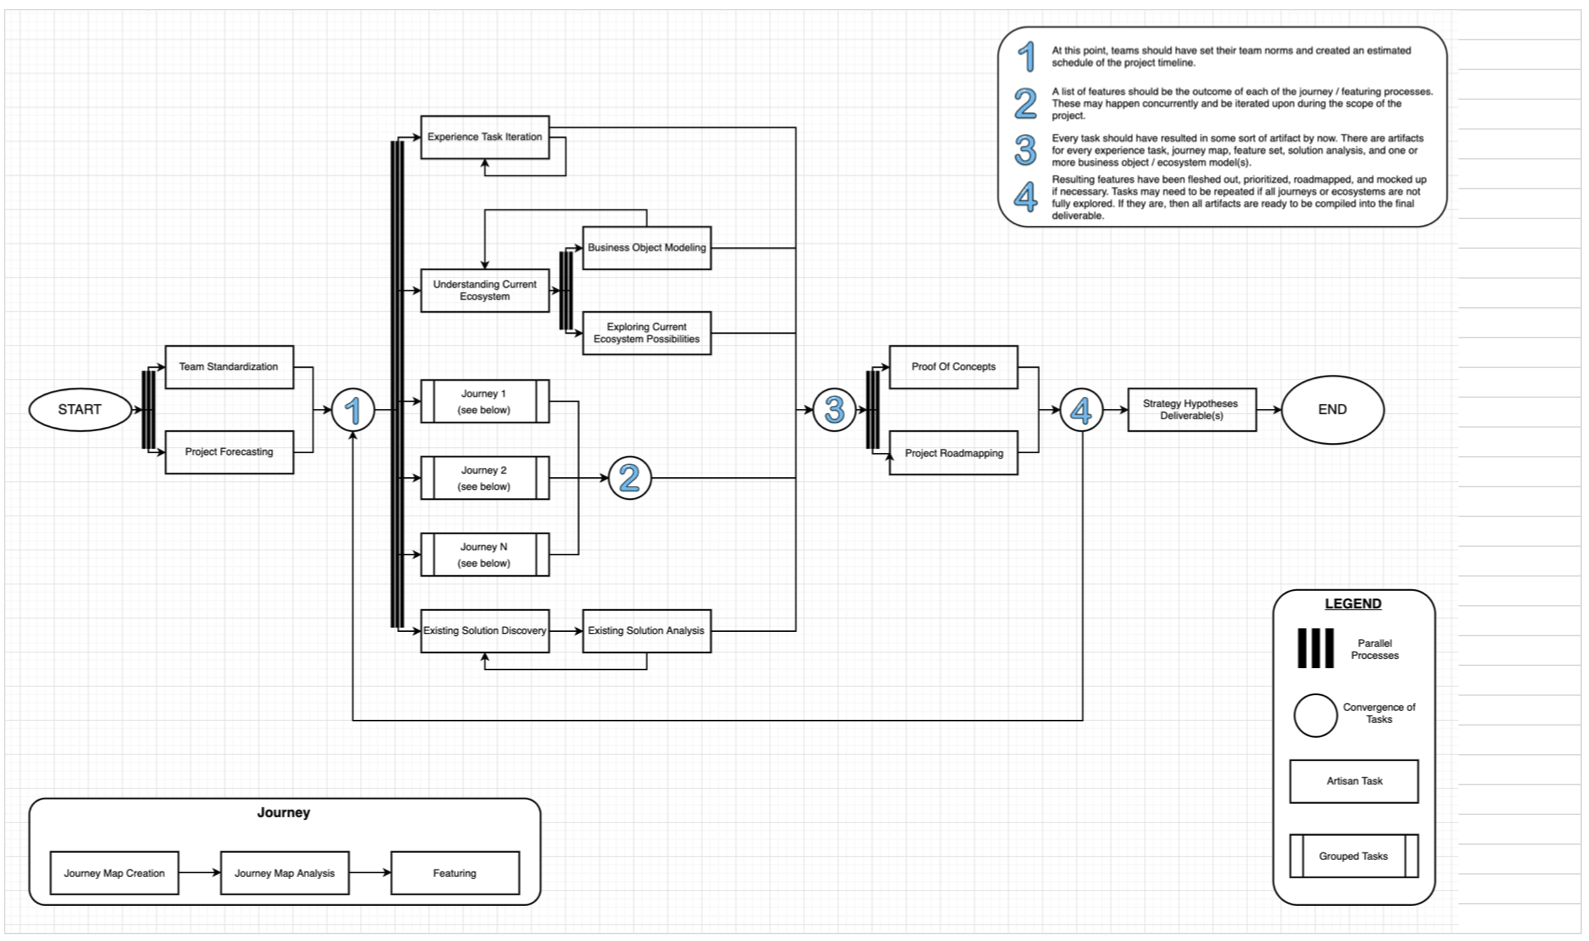 1
At this point, teams should have set their team norms and created an estimated
schedule of the project timeline.
2
A list of features should be the outcome of each of the journey / featuring processes.
These may happen concurrently and be iterated upon during the scope of the
project.
3
Every task should have resulted in some sort of artifact by now. There are artifacts
for every experience task, journey map, feature set, solution analysis, and one or
more business object / ecosystem model(s).
4
Resulting features have been fleshed out, prioritized, roadmapped, and mocked up
if necessary. Tasks may need to be repeated if all journeys or ecosystems are not
fully explored. If they are, then all artifacts are ready to be compiled into the final
deliverable.
START
Team Standardization
Project Forecasting
1
Experience Task Iteration
Understanding Current
Ecosystem
Business Object Modeling
Exploring Current
Ecosystem Possibilities
Journey 1
(see below)
Journey 2
(see below)
Journey N
(see below)
2
Existing Solution Discovery
Existing Solution Analysis
3
Proof Of Concepts
Project Roadmapping
4
Strategy Hypotheses
Deliverable(s)
END
LEGEND
Parallel
Processes
Convergence of
Tasks
Artisan Task
Grouped Tasks
Journey
Journey Map Creation
Journey Map Analysis
Featuring